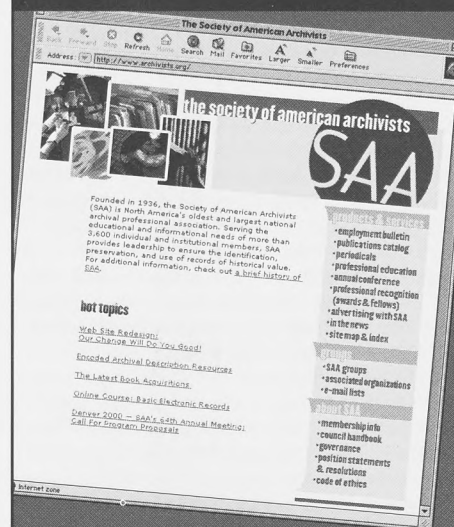 The Society of American Archivists
Back Forward Stop Refresh Home Search Mail Favorites Larger Smaller Preferences
Address: http://www.archivists.org/
the society of american archivists
SAA
Founded in 1936, the Society of American Archivists
(SAA) is North America's oldest and largest national
archival professional association. Serving the
educational and informational needs of more than
3,600 individual and institutional members, SAA
provides leadership to ensure the identification,
preservation, and use of records of historical value.
For additional information, check out a brief history of
SAA.
hot topics
Web Site Redesign:
Our Change Will Do You Good!
Encoded Archival Description Resources
The Latest Book Acquisitions
Online Course: Basic Electronic Records
Denver 2000 — SAA's 64th Annual Meeting:
Call For Program Proposals
products & services
•employment bulletin
•publications catalog
•periodicals
•professional education
•annual conference
•professional recognition
(awards & fellows)
•advertising with SAA
•in the news
•site map & index
groups
•SAA groups
•associated organizations
•e-mail lists
about SAA
•membership info
•council handbook
•governance
•position statements
& resolutions
•code of ethics
Internet zone